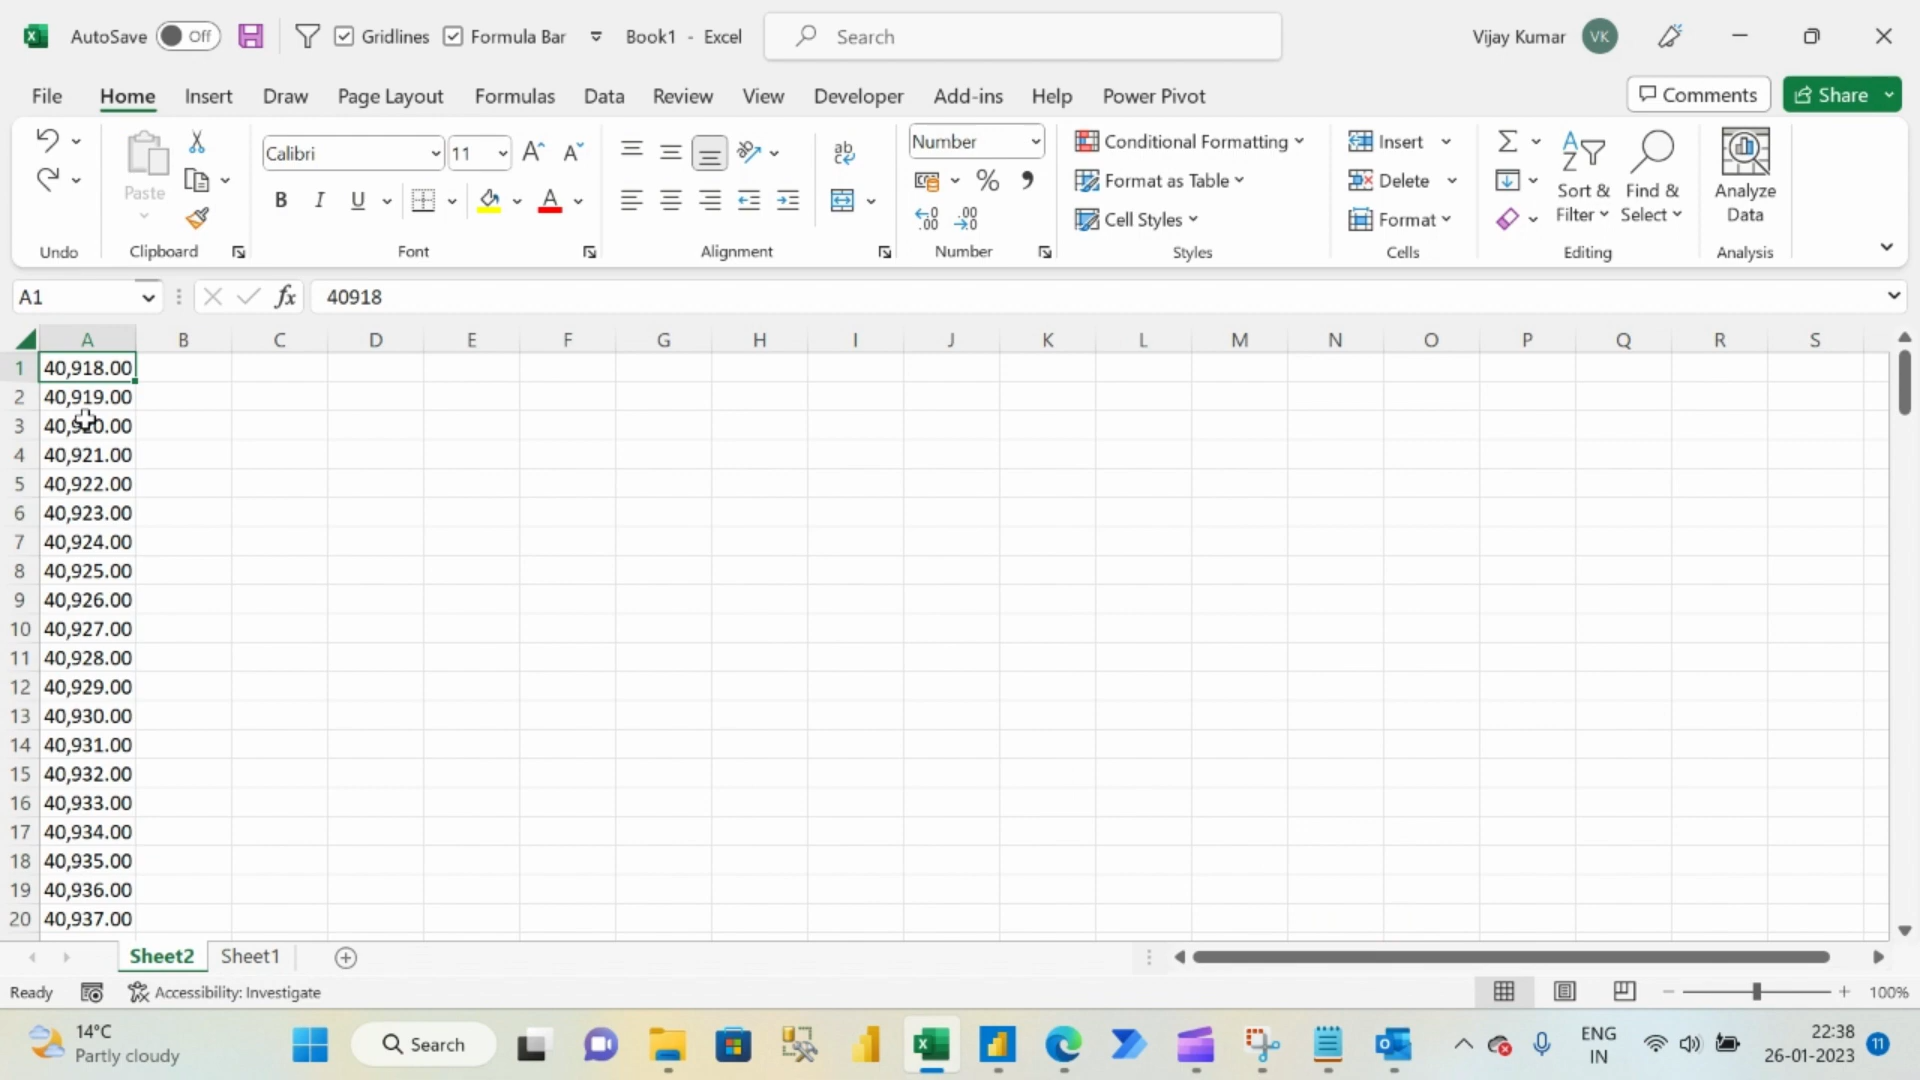 AutoSave Off Gridlines Formula Bar Book1 - Excel Search Vijay Kumar VK
File Home Insert Draw Page Layout Formulas Data Review View Developer Add-ins Help Power Pivot Comments Share
Paste
Undo
Clipboard
Calibri 11
B I U
Font
ab
Alignment
Number
% ,
.00 .00
Number
Conditional Formatting
Format as Table
Cell Styles
Styles
Insert
Delete
Format
Cells
Sort & Filter
Find & Select
Editing
Analyze Data
Analysis
A1 fx 40918
A B C D E F G H I J K L M N O P Q R S
1 40,918.00
2 40,919.00
3 40,920.00
4 40,921.00
5 40,922.00
6 40,923.00
7 40,924.00
8 40,925.00
9 40,926.00
10 40,927.00
11 40,928.00
12 40,929.00
13 40,930.00
14 40,931.00
15 40,932.00
16 40,933.00
17 40,934.00
18 40,935.00
19 40,936.00
20 40,937.00
Sheet2 Sheet1
Ready Accessibility: Investigate 100%
14°C
Partly cloudy
Search
ENG
IN
22:38
26-01-2023
11